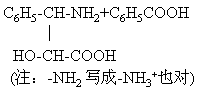 C₆H₅-CH-NH₂+C₆H₅COOH
|
HO-CH-COOH
(注：-NH₂ 写成-NH₃⁺也对)